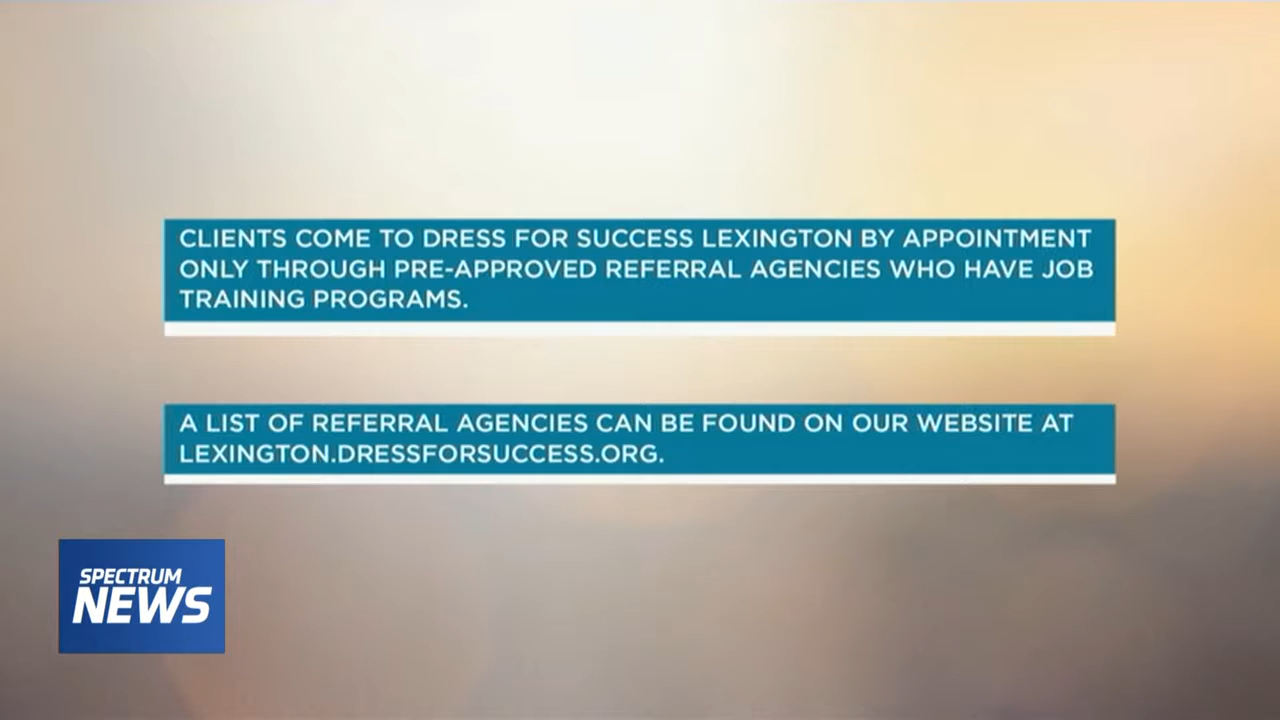 CLIENTS COME TO DRESS FOR SUCCESS LEXINGTON BY APPOINTMENT
ONLY THROUGH PRE-APPROVED REFERRAL AGENCIES WHO HAVE JOB
TRAINING PROGRAMS.
A LIST OF REFERRAL AGENCIES CAN BE FOUND ON OUR WEBSITE AT
LEXINGTON.DRESSFORSUCCESS.ORG.
SPECTRUM
NEWS